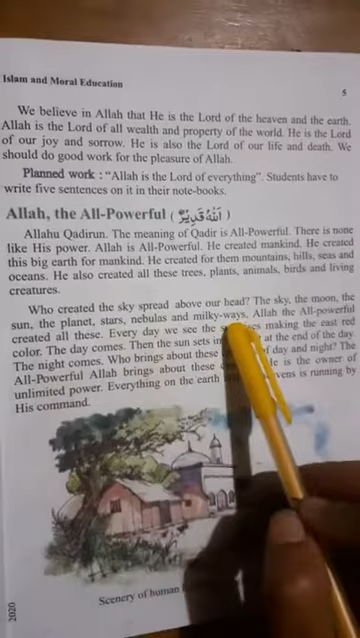 Islam and Moral Education
5
We believe in Allah that He is the Lord of the heaven and the earth.
Allah is the Lord of all wealth and property of the world. He is the Lord
of our joy and sorrow. He is also the Lord of our life and death. We
should do good work for the pleasure of Allah.
Planned work : “Allah is the Lord of everything”. Students have to
write five sentences on it in their note-books.
Allah, the All-Powerful ( اَللهُ قَدِيْرٌ )
Allahu Qadirun. The meaning of Qadir is All-Powerful. There is none
like His power. Allah is All-Powerful. He created mankind. He created
this big earth for mankind. He created for them mountains, hills, seas and
oceans. He also created all these trees, plants, animals, birds and living
creatures.
Who created the sky spread above our head? The sky, the moon, the
sun, the planet, stars, nebulas and milky-ways, Allah the All-powerful
created all these. Every day we see the making the east red
color. The day comes. Then the sun sets in at the end of the day.
The night comes. Who brings about these of day and night? The
All-Powerful Allah brings about these He is the owner of
unlimited power. Everything on the earth is running by
His command.
Scenery of human
2020